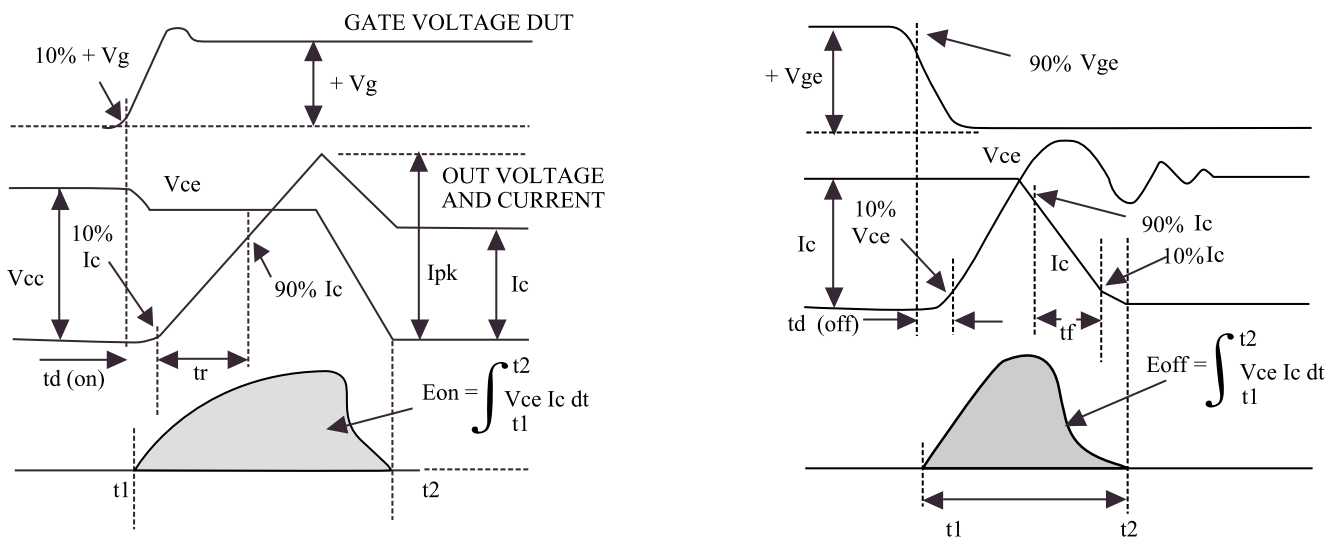 GATE VOLTAGE DUT
10% + Vg
+ Vg
Vce
OUT VOLTAGE
AND CURRENT
10%
Ic
Vcc
90% Ic
Ipk
Ic
td (on)
tr
Eon = ∫ t2 t1 Vce Ic dt
t1
t2
90% Vge
+ Vge
Vce
10%
Vce
Ic
90% Ic
10%Ic
Ic
td (off)
tf
Eoff = ∫ t2 t1 Vce Ic dt
t1
t2